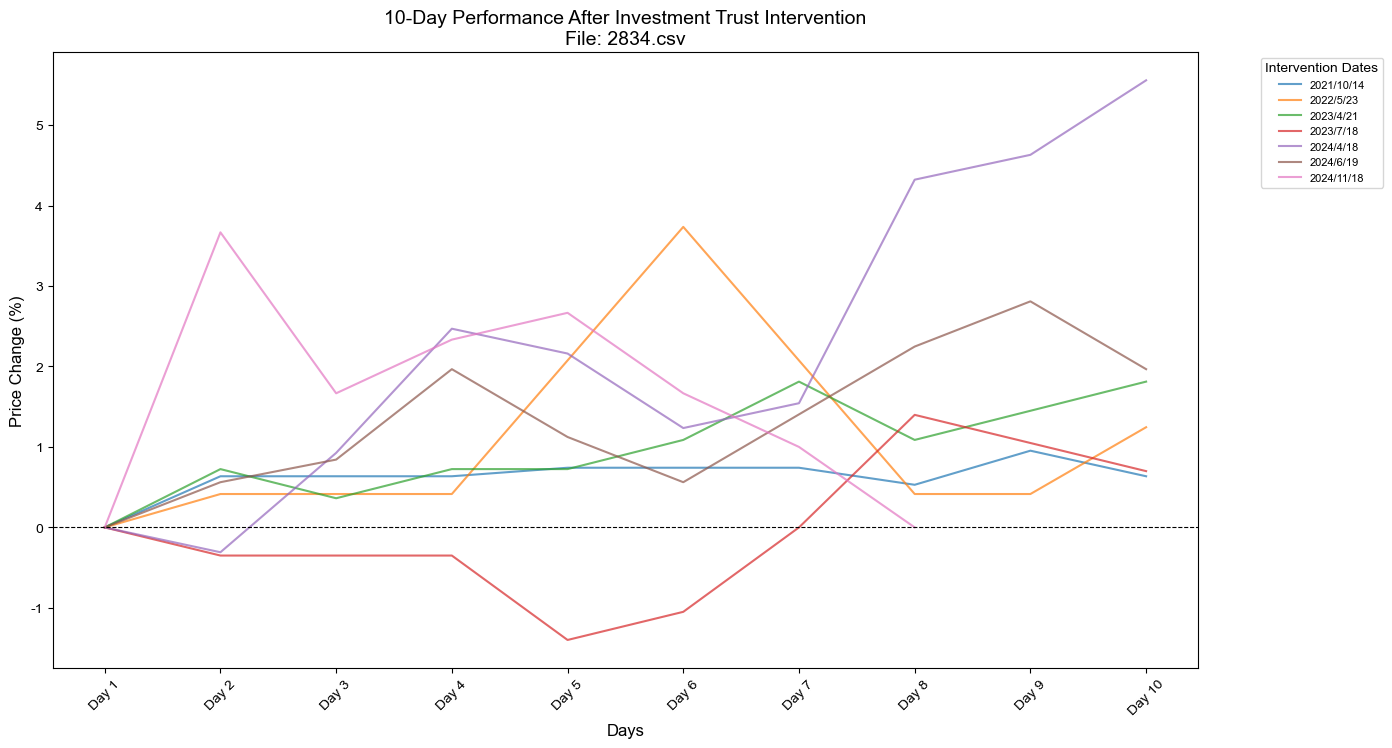 10-Day Performance After Investment Trust Intervention
File: 2834.csv
Price Change (%)
5
4
3
2
1
0
-1
Day 1
Day 2
Day 3
Day 4
Day 5
Day 6
Day 7
Day 8
Day 9
Day 10
Days
Intervention Dates
2021/10/14
2022/5/23
2023/4/21
2023/7/18
2024/4/18
2024/6/19
2024/11/18